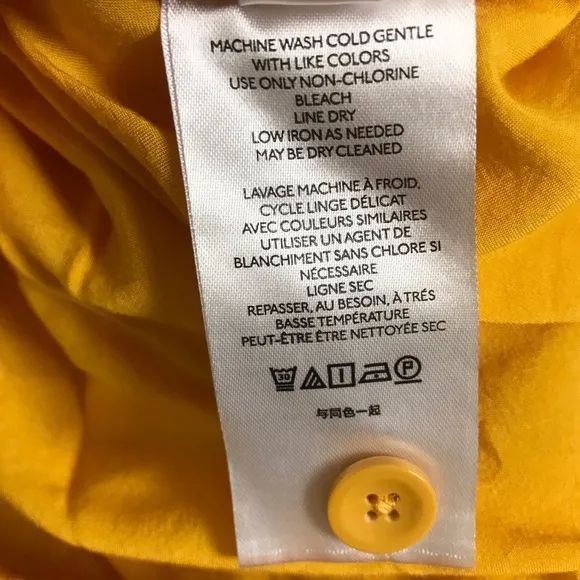 MACHINE WASH COLD GENTLE
WITH LIKE COLORS
USE ONLY NON-CHLORINE
BLEACH
LINE DRY
LOW IRON AS NEEDED
MAY BE DRY CLEANED
LAVAGE MACHINE À FROID,
CYCLE LINGE DÉLICAT
AVEC COULEURS SIMILAIRES
UTILISER UN AGENT DE
BLANCHIMENT SANS CHLORE SI
NÉCESSAIRE
LIGNE SEC
REPASSER, AU BESOIN, À TRÉS
BASSE TEMPÉRATURE
PEUT-ÊTRE ÊTRE NETTOYÉE SEC
30 P
与同色一起